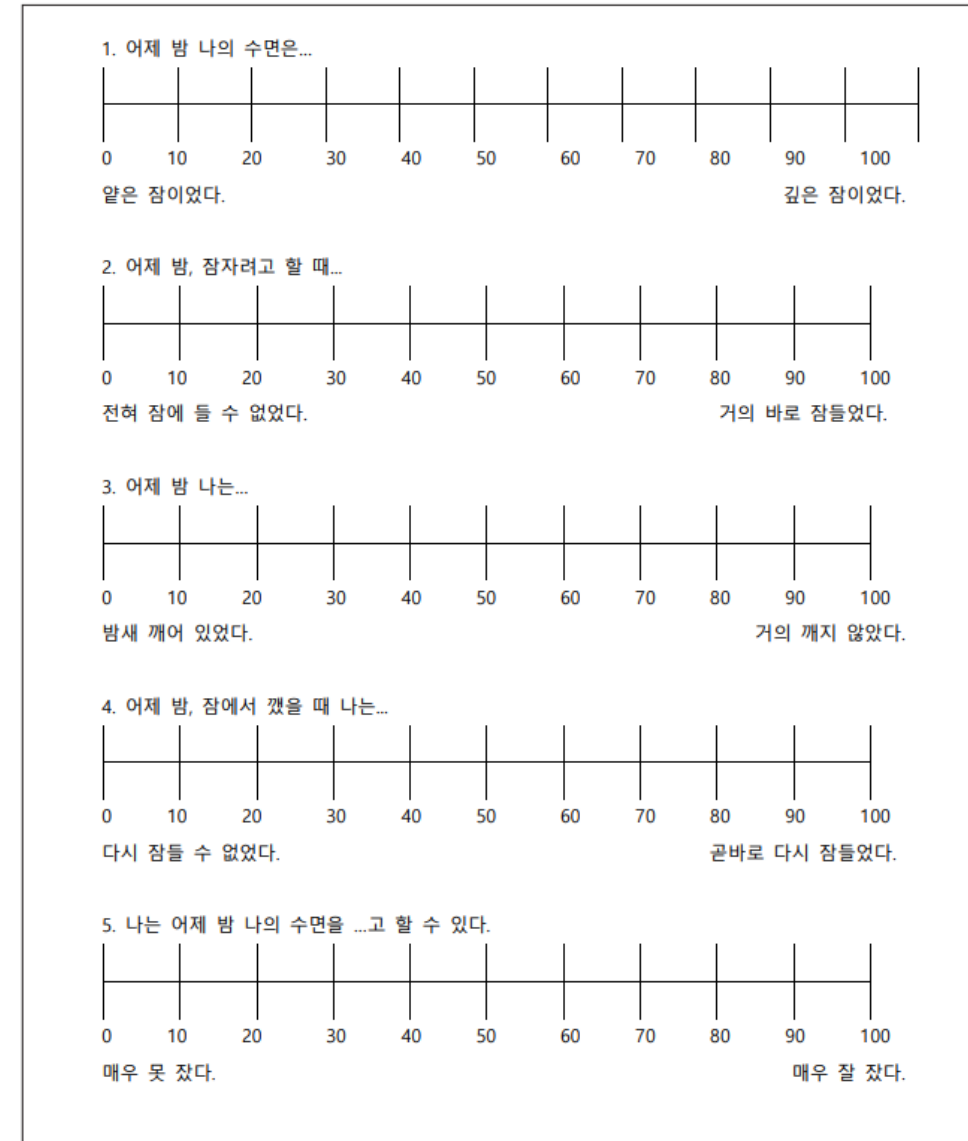 1. 어제 밤 나의 수면은...
0 10 20 30 40 50 60 70 80 90 100
얕은 잠이었다. 깊은 잠이었다.
2. 어제 밤, 잠자려고 할 때...
0 10 20 30 40 50 60 70 80 90 100
전혀 잠에 들 수 없었다. 거의 바로 잠들었다.
3. 어제 밤 나는...
0 10 20 30 40 50 60 70 80 90 100
밤새 깨어 있었다. 거의 깨지 않았다.
4. 어제 밤, 잠에서 깼을 때 나는...
0 10 20 30 40 50 60 70 80 90 100
다시 잠들 수 없었다. 곧바로 다시 잠들었다.
5. 나는 어제 밤 나의 수면을 ...고 할 수 있다.
0 10 20 30 40 50 60 70 80 90 100
매우 못 잤다. 매우 잘 잤다.